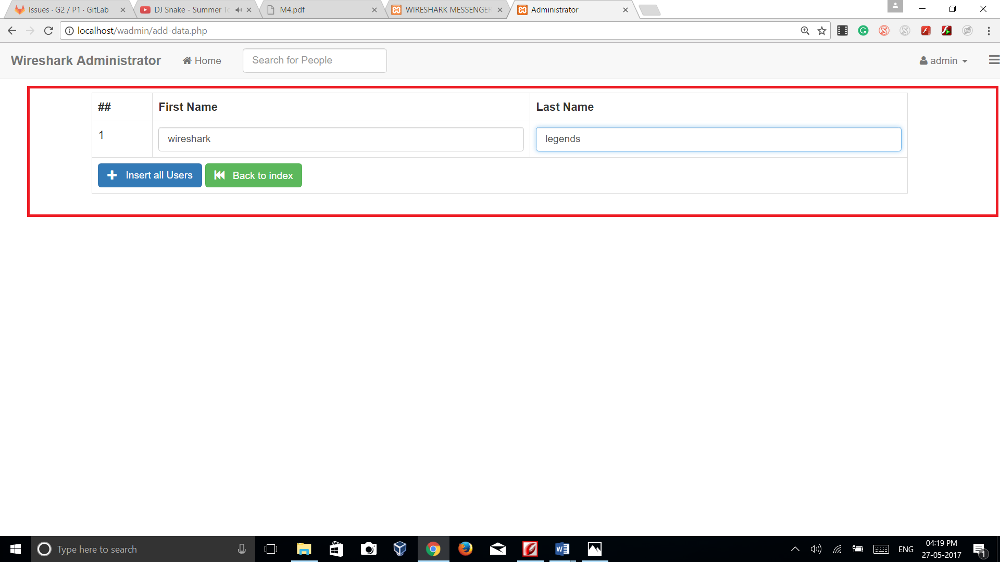 Issues · G2 / P1 · GitLab
DJ Snake - Summer
M4.pdf
WIRESHARK MESSENGER
Administrator
localhost/wadmin/add-data.php
Wireshark Administrator
Home
Search for People
admin
## First Name Last Name
1 wireshark legends
Insert all Users Back to index
Type here to search
ENG
04:19 PM
27-05-2017
1